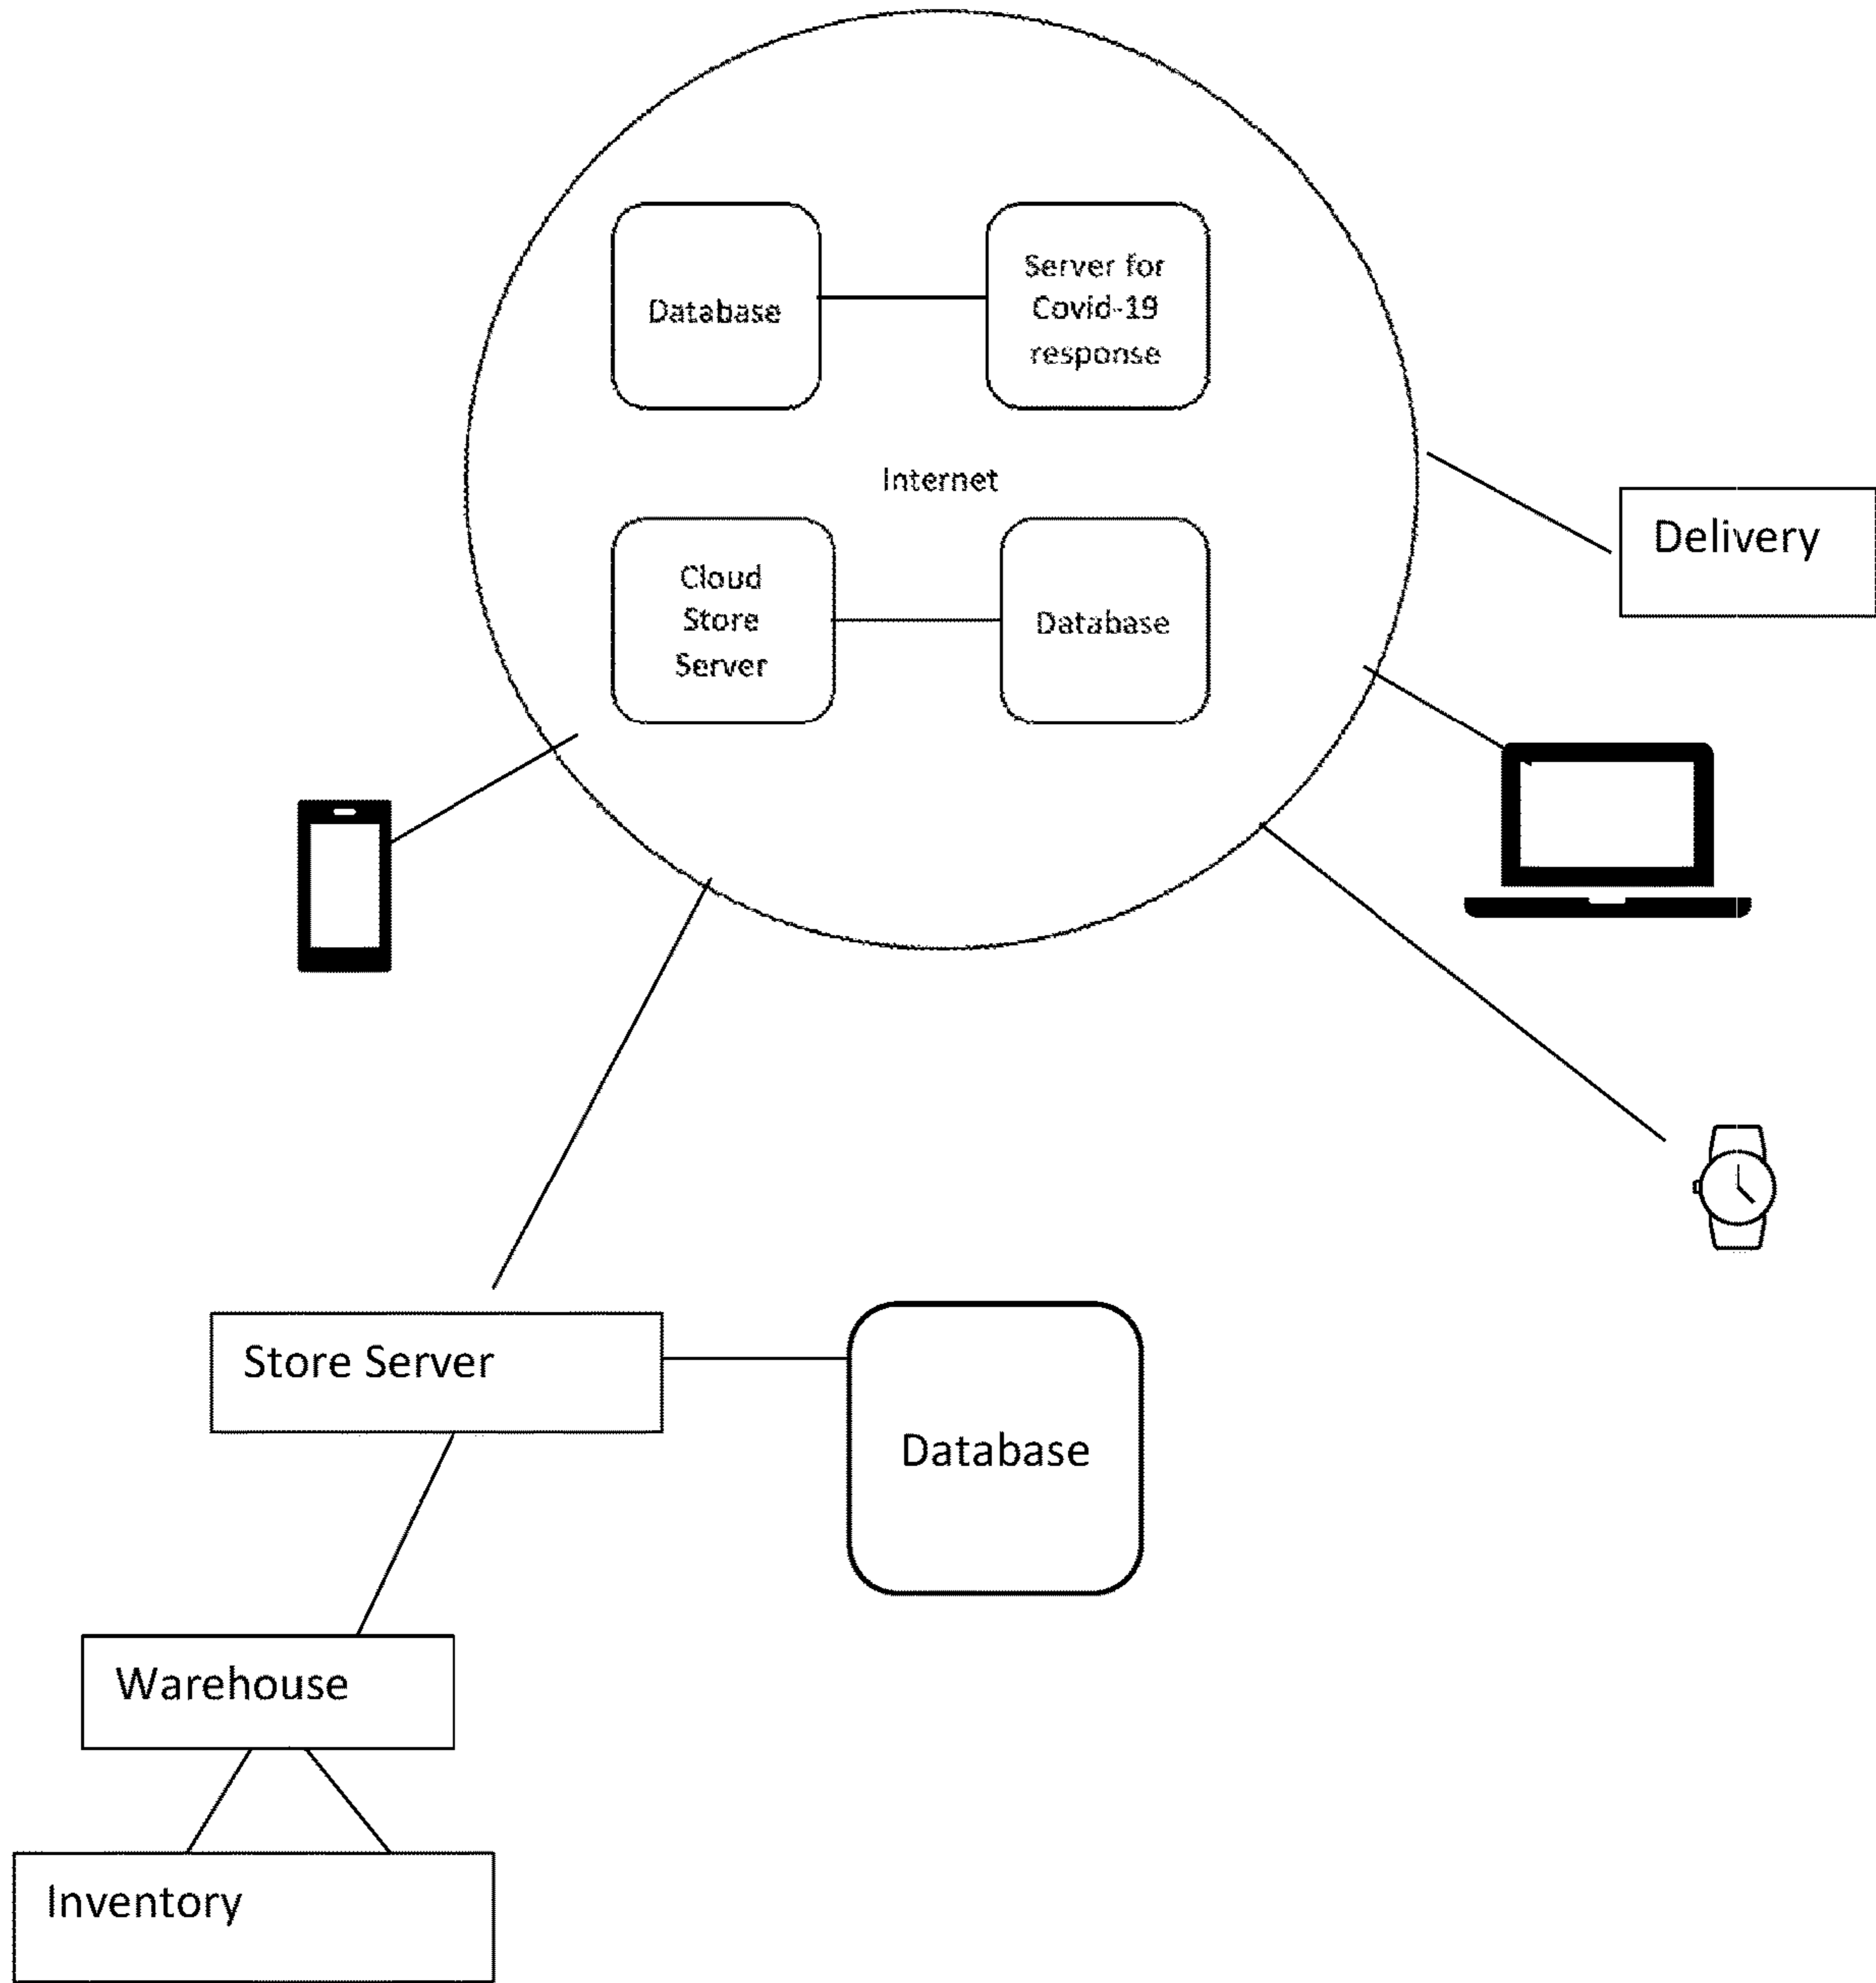 Database
Server for
Covid-19
response
Internet
Delivery
Cloud
Store
Server
Database
Store Server
Database
Warehouse
Inventory